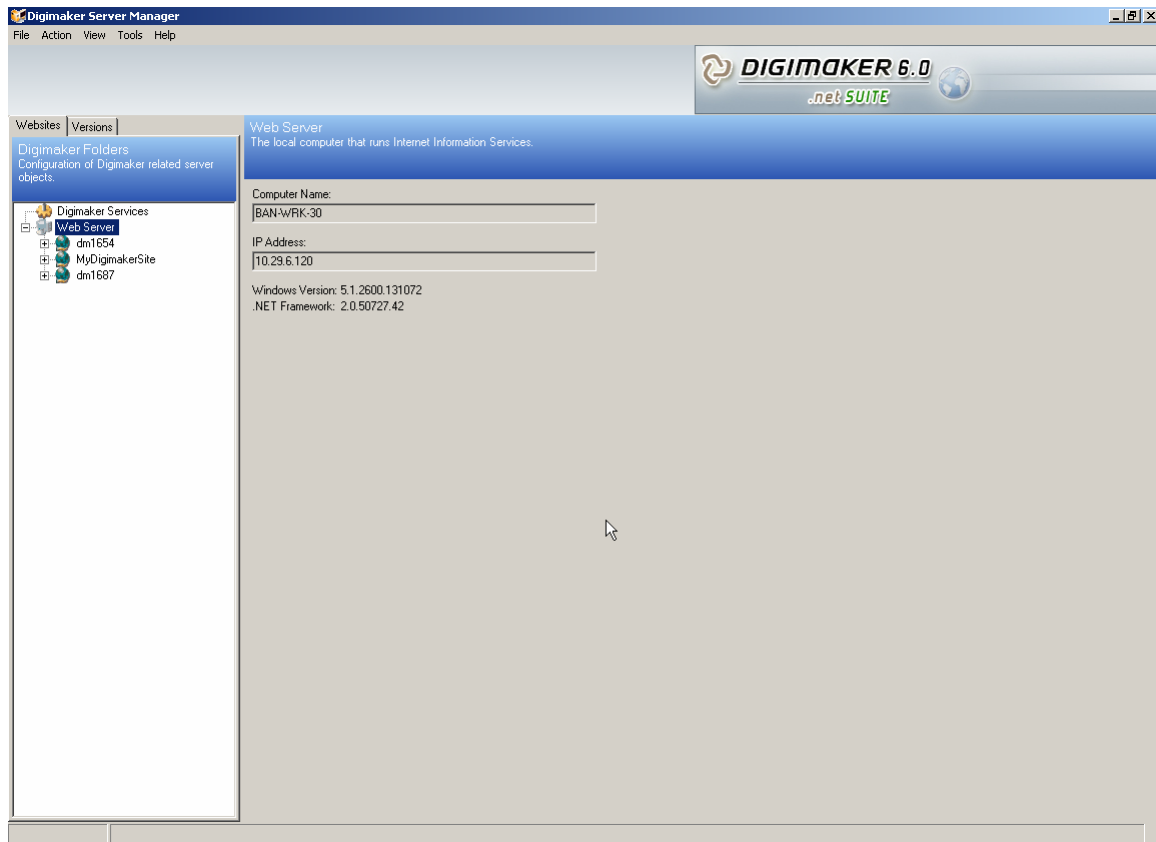 Digimaker Server Manager
File Action View Tools Help
DIGIMAKER 6.0
.net SUITE
Websites Versions
Digimaker Folders
Configuration of Digimaker related server
objects.
Digimaker Services
Web Server
dm1654
MyDigimakerSite
dm1687
Web Server
The local computer that runs Internet Information Services.
Computer Name:
BAN-WRK-30
IP Address:
10.29.6.120
Windows Version: 5.1.2600.131072
.NET Framework: 2.0.50727.42